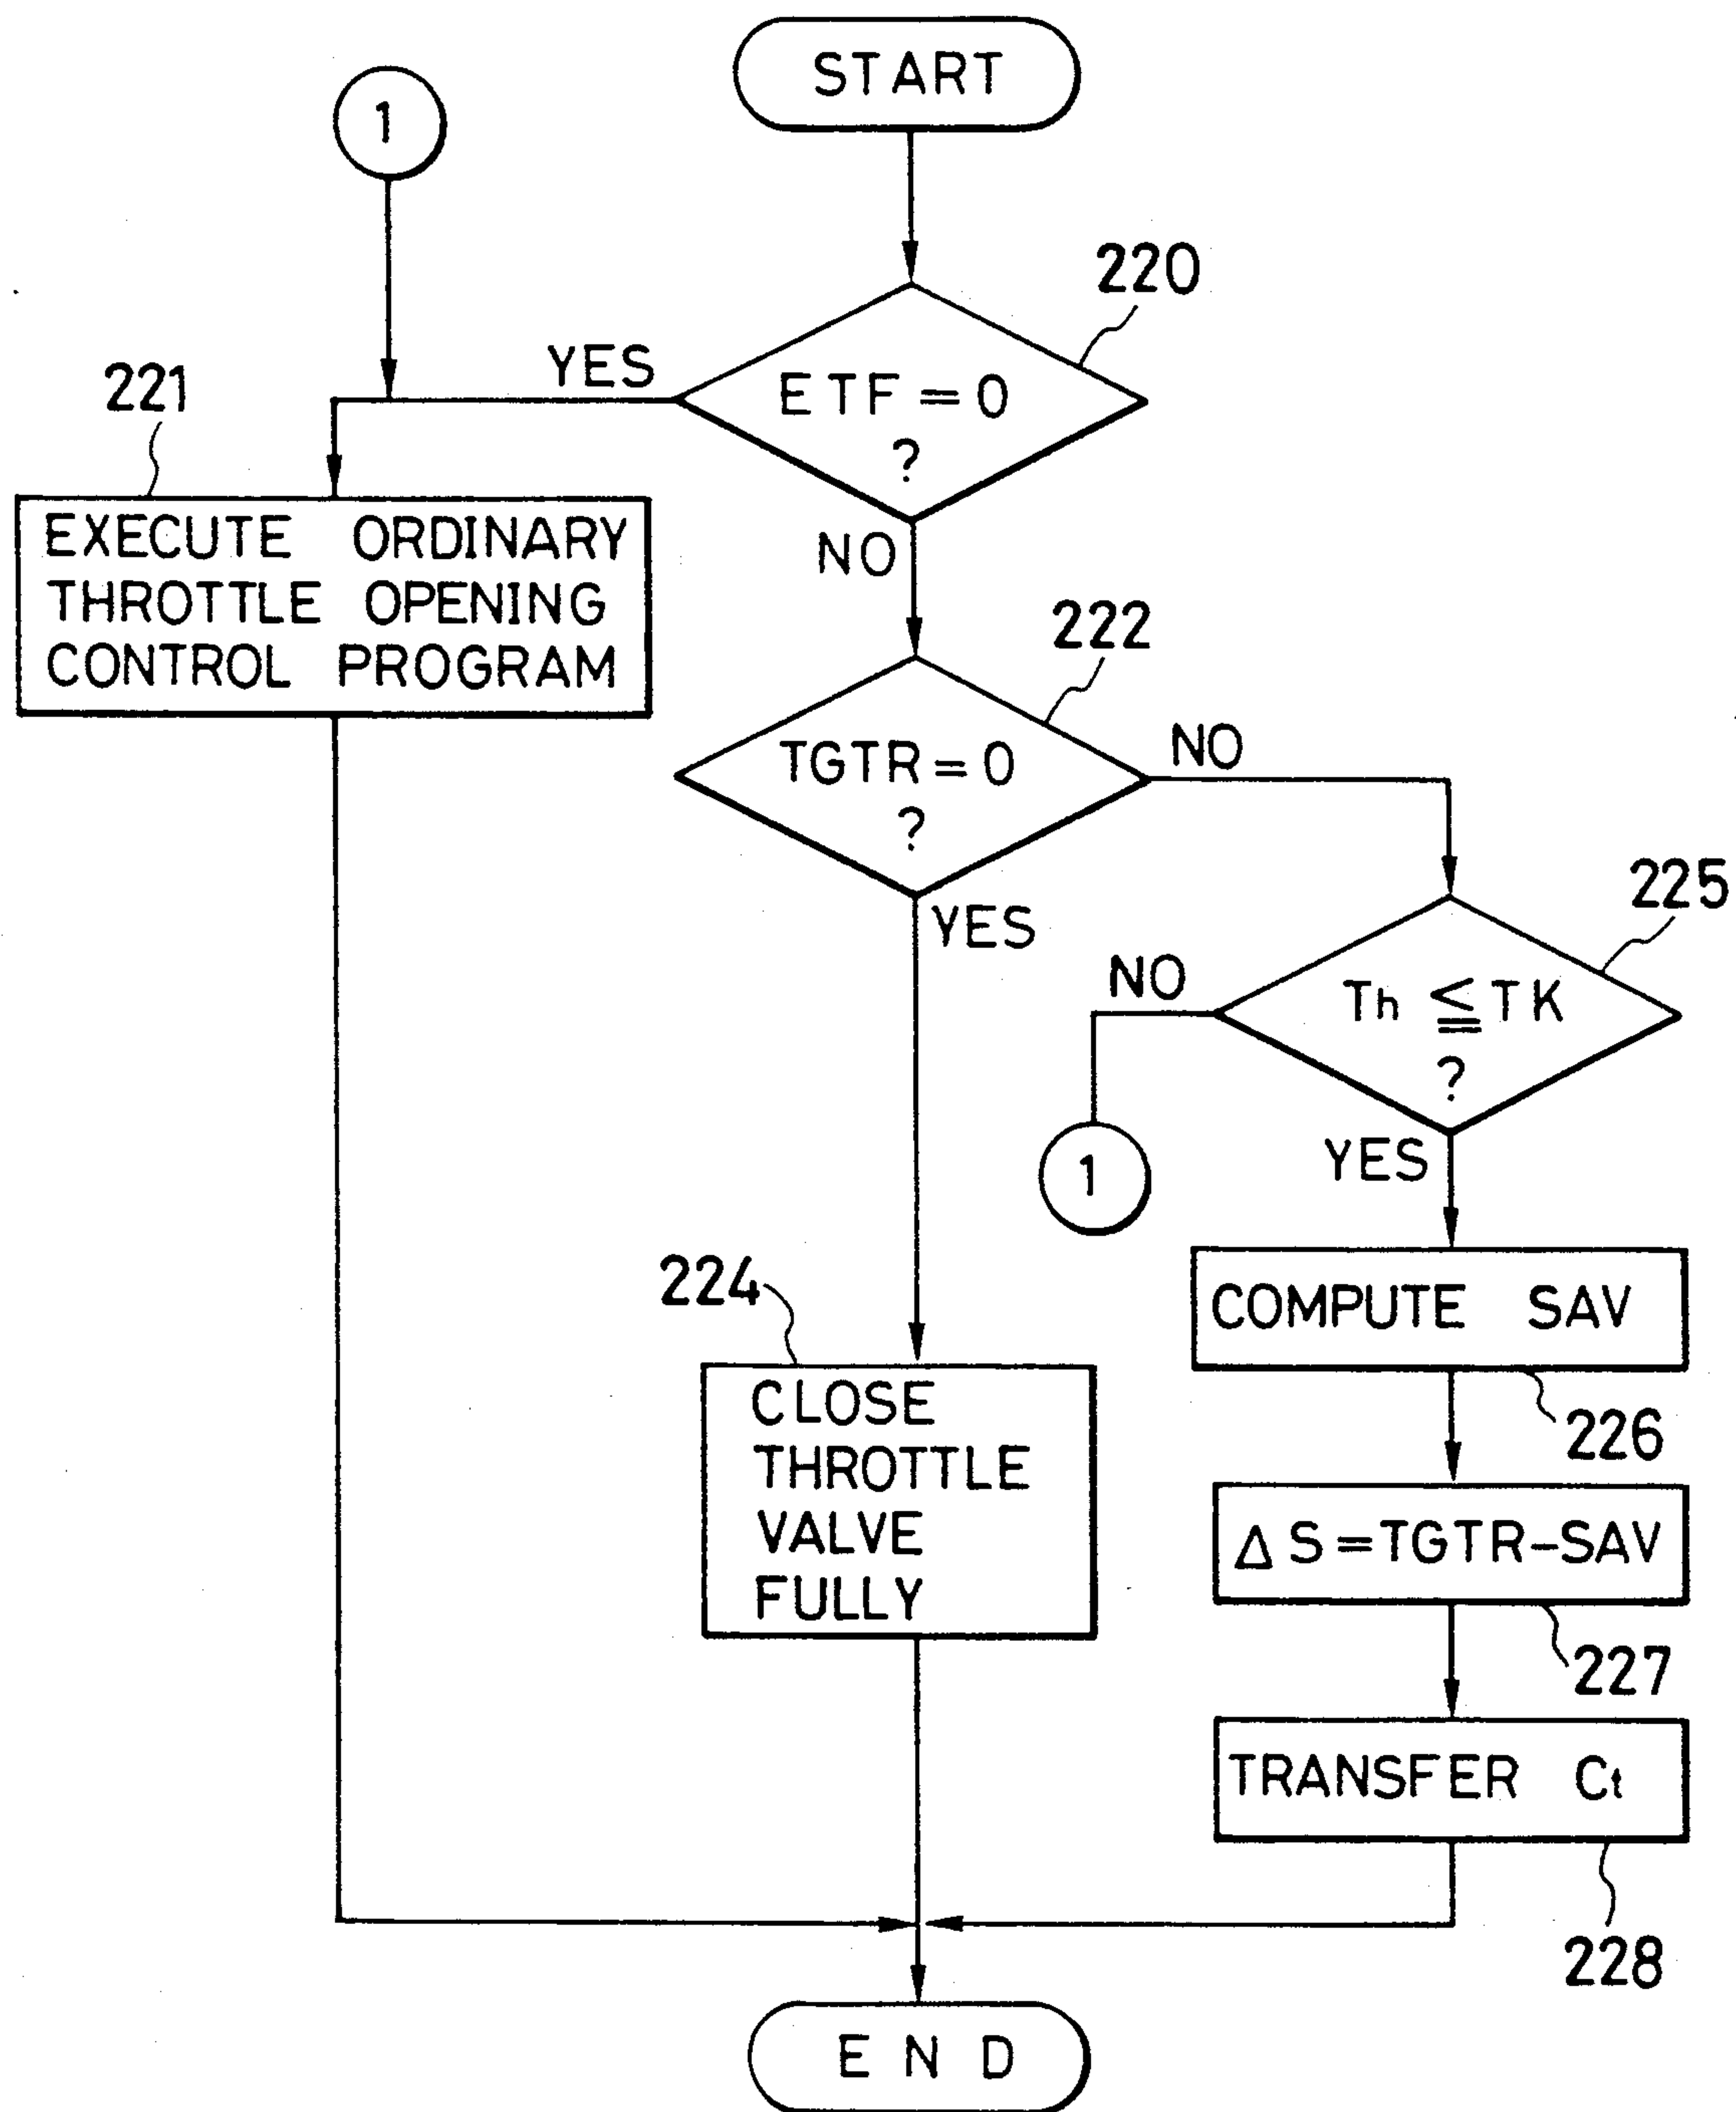 START
1
220
YES
ETF=0
?
221
EXECUTE ORDINARY
THROTTLE OPENING
CONTROL PROGRAM
NO
222
TGTR=0
?
NO
YES
225
NO
Th ≦ TK
?
1
YES
224
COMPUTE SAV
226
CLOSE
THROTTLE
VALVE
FULLY
ΔS=TGTR-SAV
227
TRANSFER Ct
228
END